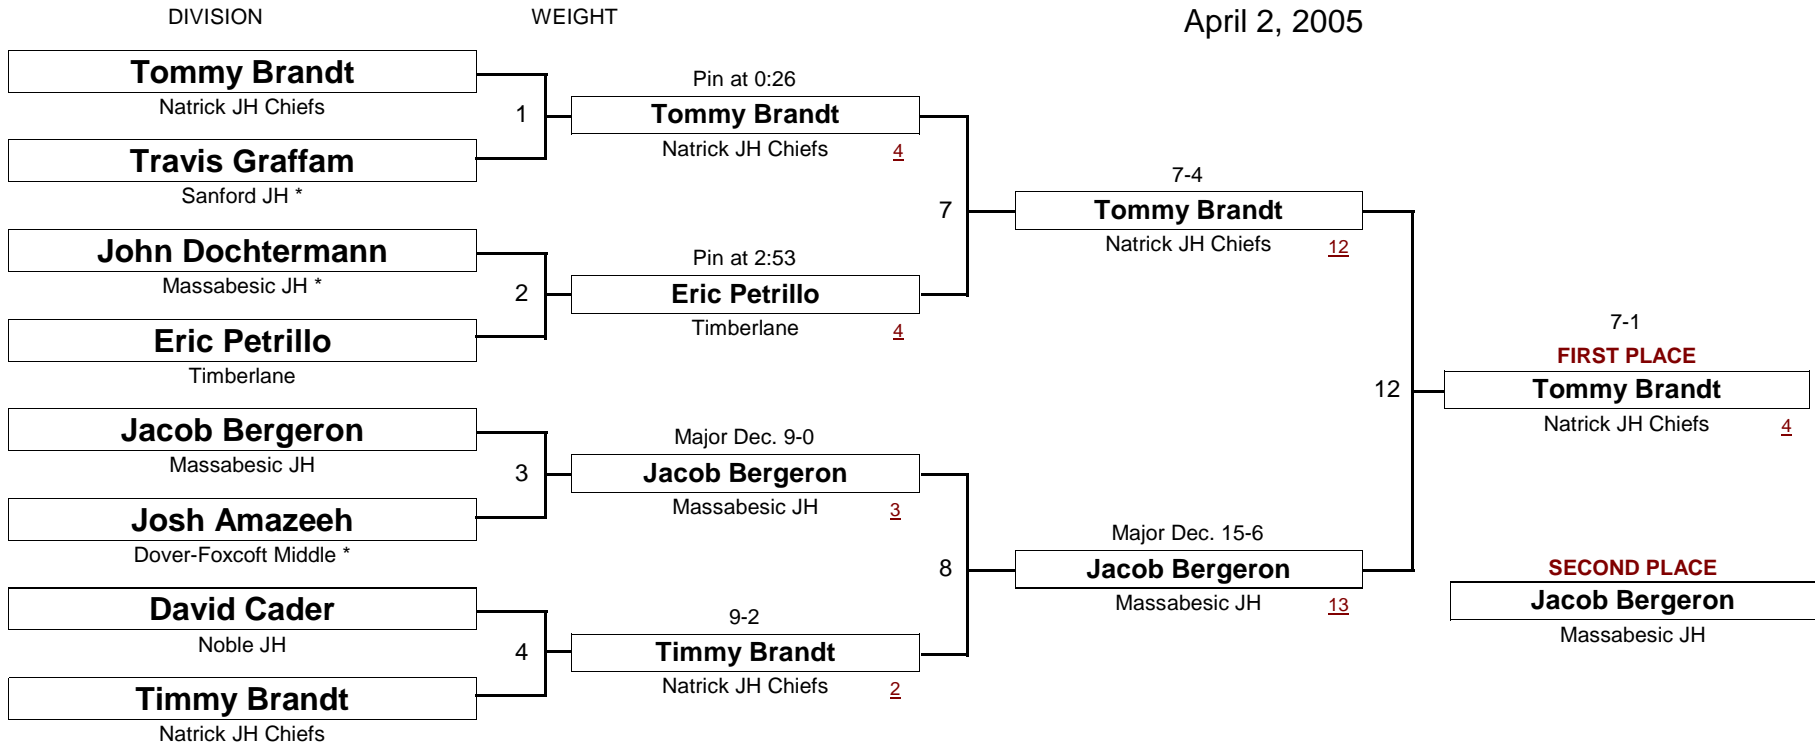 DIVISION
WEIGHT
April 2, 2005
Tommy Brandt
Natrick JH Chiefs
1
Travis Graffam
Sanford JH *
John Dochtermann
Massabesic JH *
2
Eric Petrillo
Timberlane
Jacob Bergeron
Massabesic JH
3
Josh Amazeeh
Dover-Foxcoft Middle *
David Cader
Noble JH
4
Timmy Brandt
Natrick JH Chiefs
Pin at 0:26
Tommy Brandt
Natrick JH Chiefs 4
7
Pin at 2:53
Eric Petrillo
Timberlane 4
Major Dec. 9-0
Jacob Bergeron
Massabesic JH 3
8
9-2
Timmy Brandt
Natrick JH Chiefs 2
7-4
Tommy Brandt
Natrick JH Chiefs 12
12
Major Dec. 15-6
Jacob Bergeron
Massabesic JH 13
7-1
FIRST PLACE
Tommy Brandt
Natrick JH Chiefs 4
SECOND PLACE
Jacob Bergeron
Massabesic JH